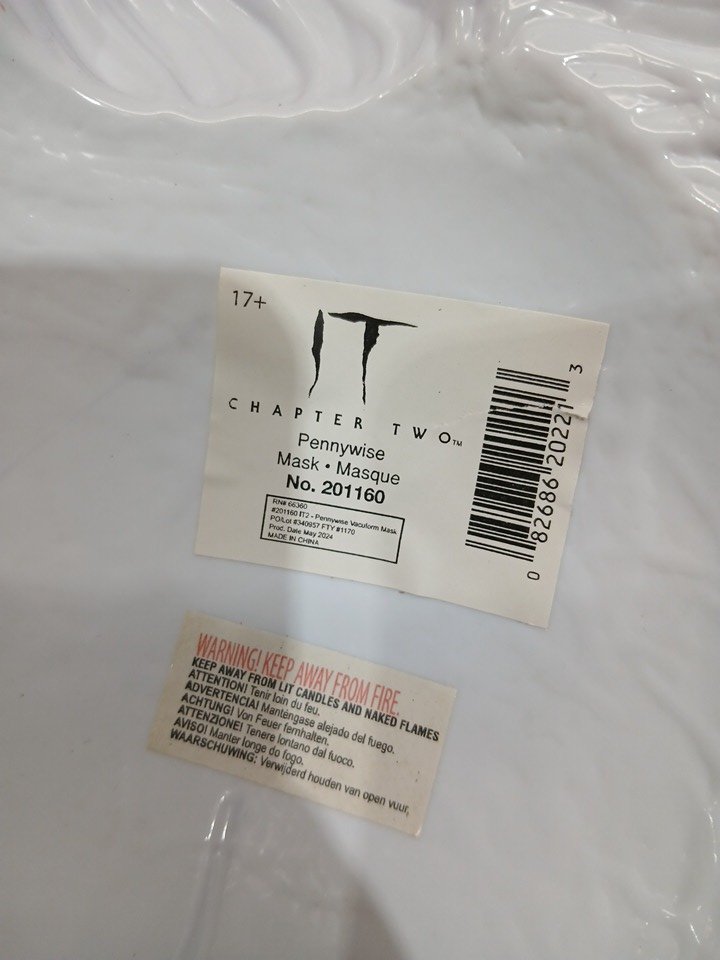 17+
IT
CHAPTER TWO™
Pennywise
Mask • Masque
No. 201160
RN# 66360
#201160 IT2 - Pennywise Vacuform Mask
PO/Lot #340957 FTY #1170
Prod. Date May 2024
MADE IN CHINA
0 82686 20221 3
WARNING! KEEP AWAY FROM FIRE.
KEEP AWAY FROM LIT CANDLES AND NAKED FLAMES
ATTENTION! Tenir loin du feu.
ADVERTENCIA! Manténgase alejado del fuego.
ACHTUNG! Von Feuer fernhalten.
ATTENZIONE! Tenere lontano dal fuoco.
AVISO! Manter longe do fogo.
WAARSCHUWING: Verwijderd houden van open vuur,